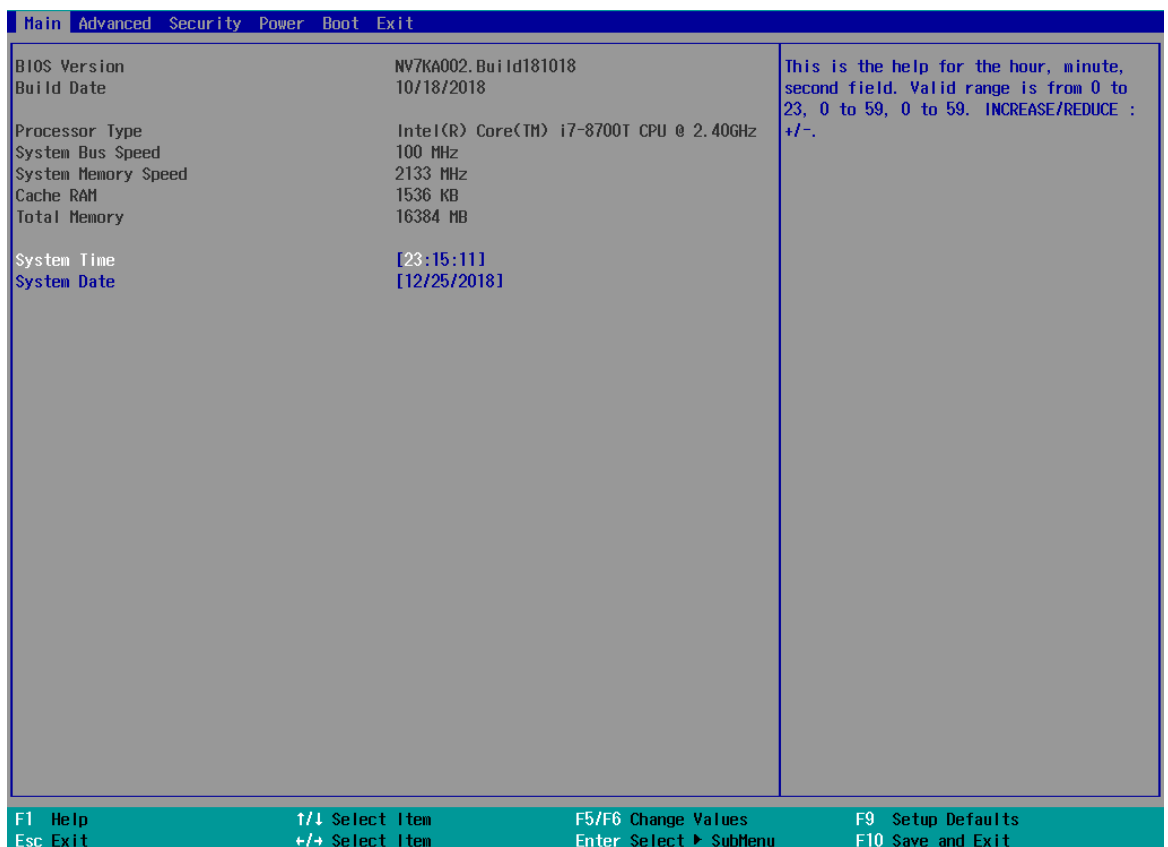 Main Advanced Security Power Boot Exit
BIOS Version NV7KA002.Build181018
Build Date 10/18/2018
Processor Type Intel(R) Core(TM) i7-8700T CPU @ 2.40GHz
System Bus Speed 100 MHz
System Memory Speed 2133 MHz
Cache RAM 1536 KB
Total Memory 16384 MB
System Time [23:15:11]
System Date [12/25/2018]
This is the help for the hour, minute,
second field. Valid range is from 0 to
23, 0 to 59, 0 to 59. INCREASE/REDUCE :
+/-.
F1 Help ↑/↓ Select Item F5/F6 Change Values F9 Setup Defaults
Esc Exit ←/→ Select Item Enter Select ▶ SubMenu F10 Save and Exit